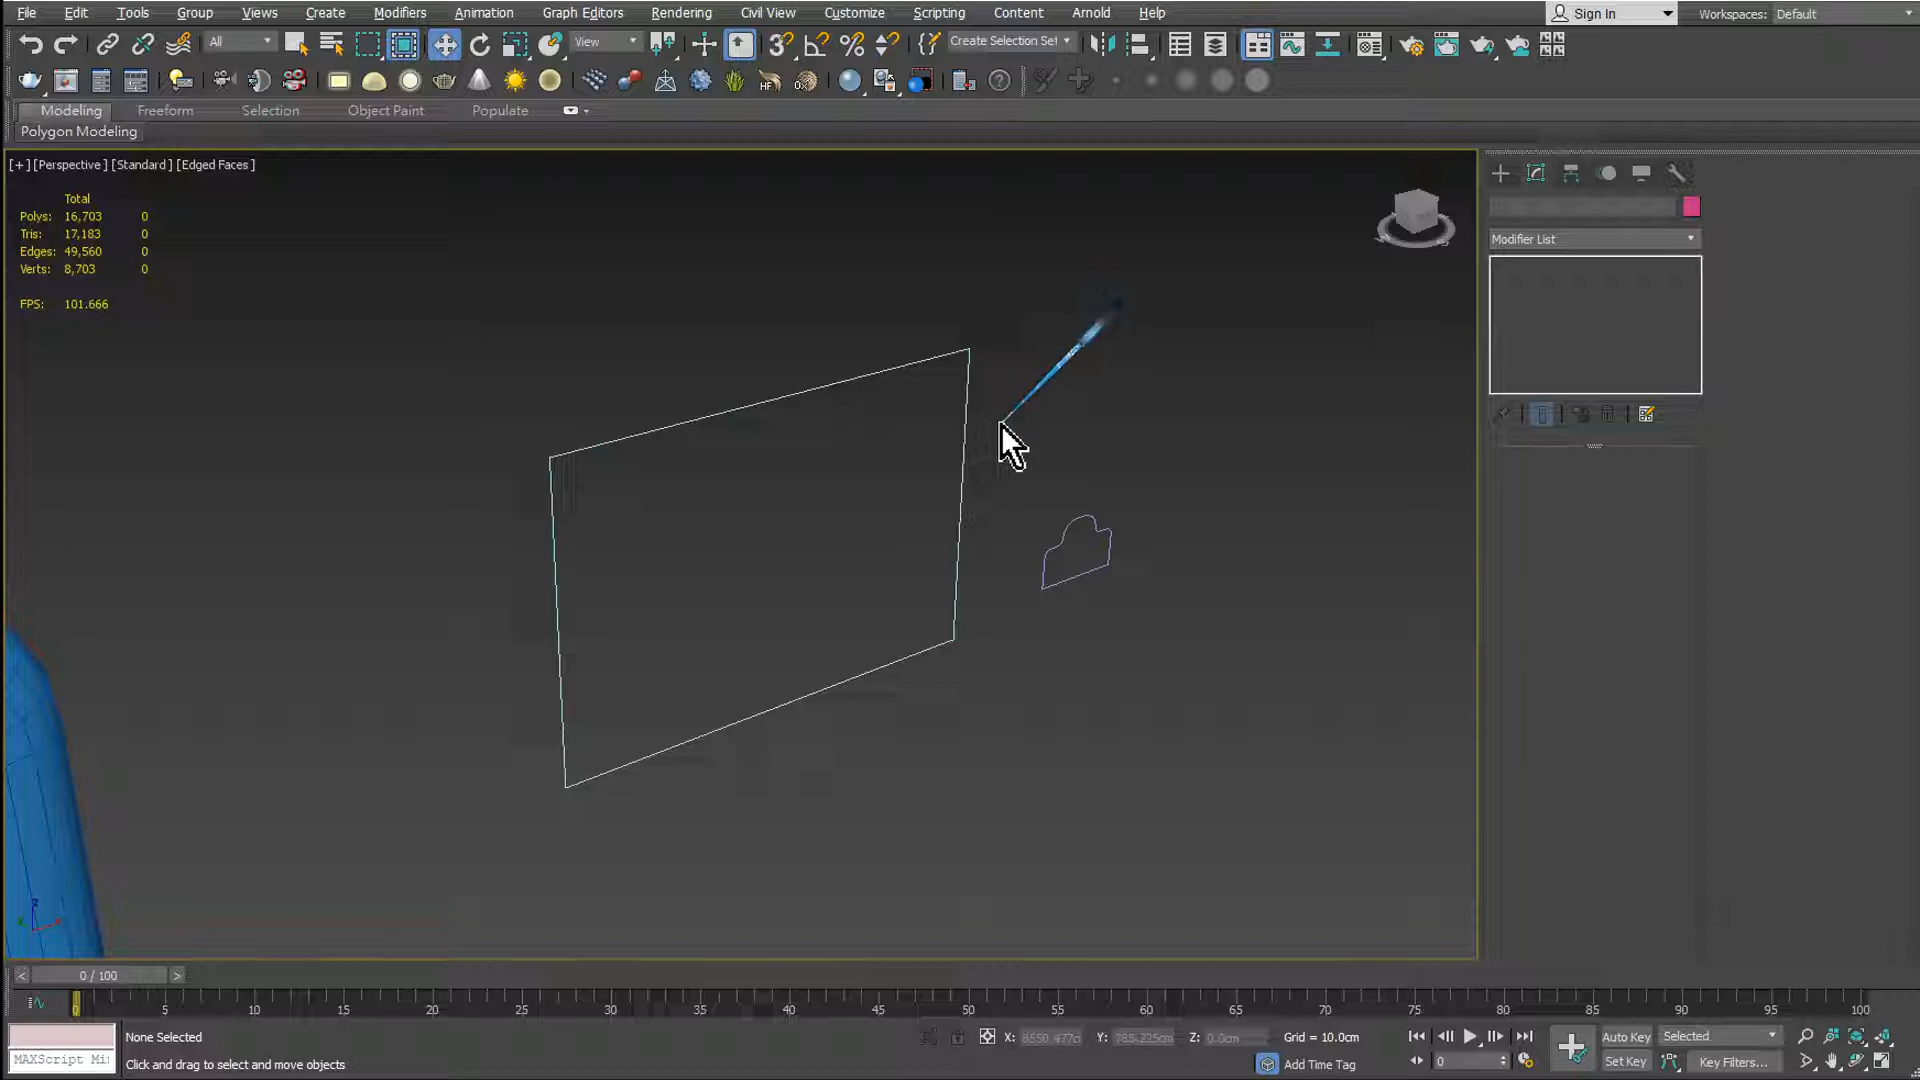 File Edit Tools Group Views Create Modifiers Animation Graph Editors Rendering Civil View Customize Scripting Content Arnold Help Sign In Workspaces: Default
All View Create Selection Set
Modeling Freeform Selection Object Paint Populate
Polygon Modeling
[+] [Perspective] [Standard] [Edged Faces]
Total
Polys: 16,703 0
Tris: 17,183 0
Edges: 49,560 0
Verts: 8,703 0
FPS: 101.666
Modifier List
< 0 / 100 >
0 5 10 15 20 25 30 35 40 45 50 55 60 65 70 75 80 85 90 95 100
None Selected X: 8550.477c Y: 785.225cm Z: 0.0cm Grid = 10.0cm Auto Key Selected
MAXScript Mi Click and drag to select and move objects Add Time Tag 0 Set Key Key Filters...